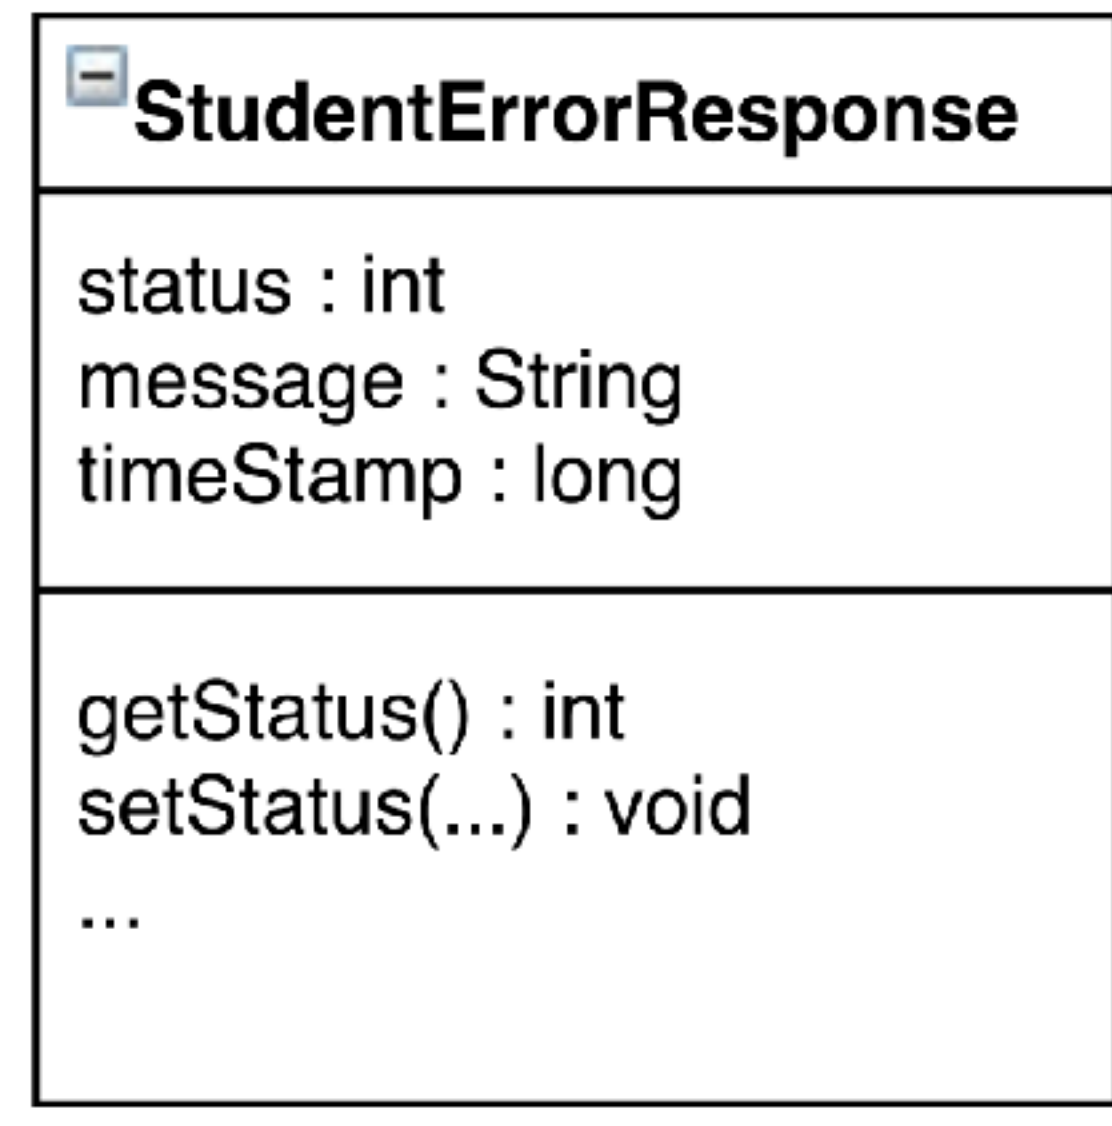 StudentErrorResponse
status : int
message : String
timeStamp : long
getStatus() : int
setStatus(...) : void
...